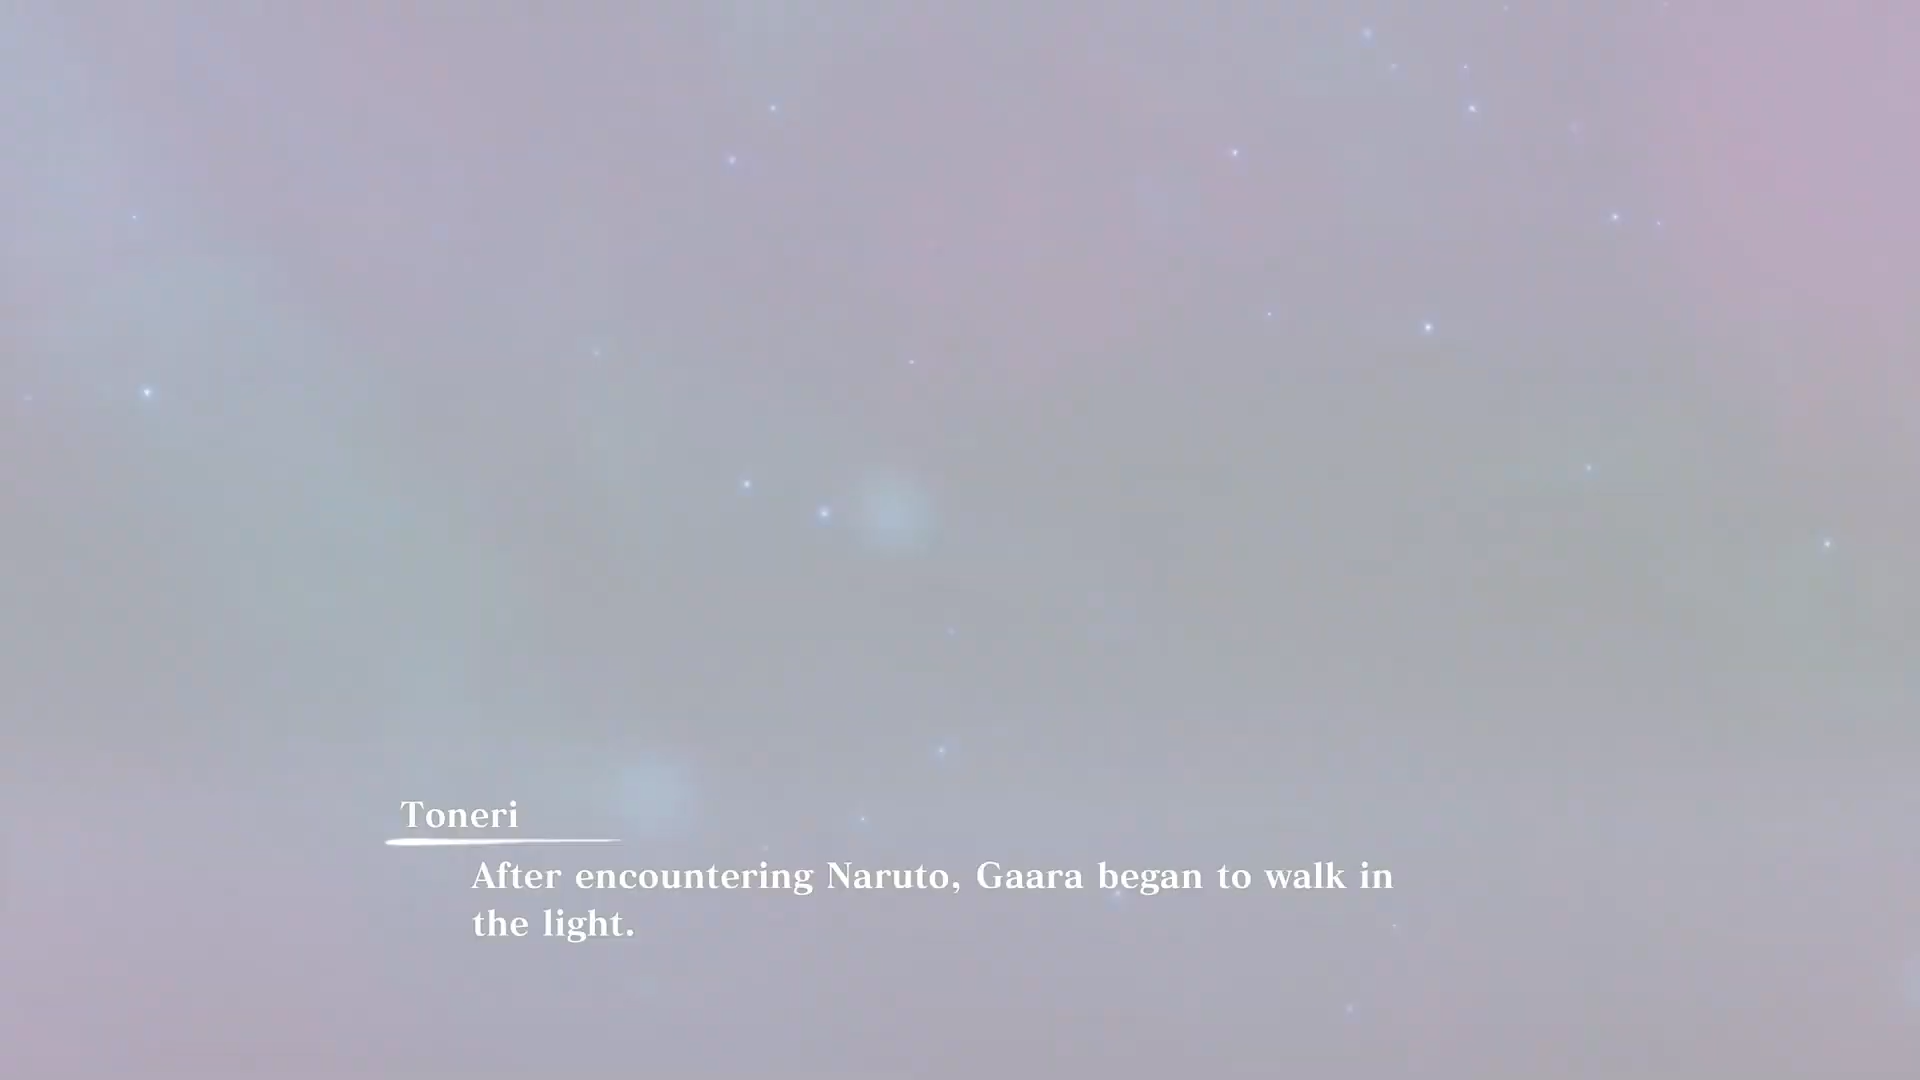 Toneri
After encountering Naruto, Gaara began to walk in
the light.